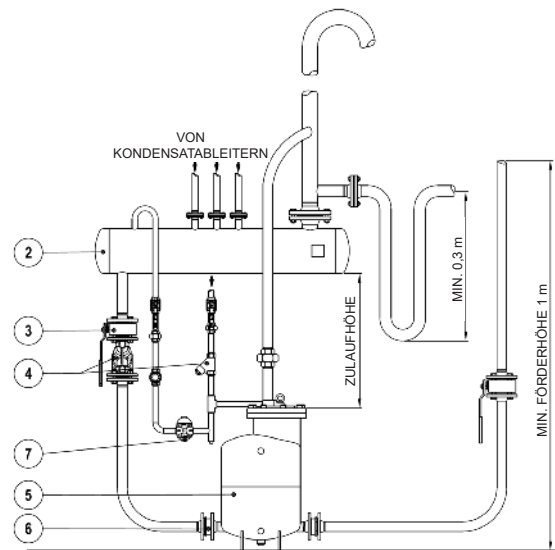 VON
KONDENSATABLEITERN
2
3
4
7
5
6
ZULAUFHÖHE
MIN. 0,3 m
MIN. FÖRDERHÖHE 1 m